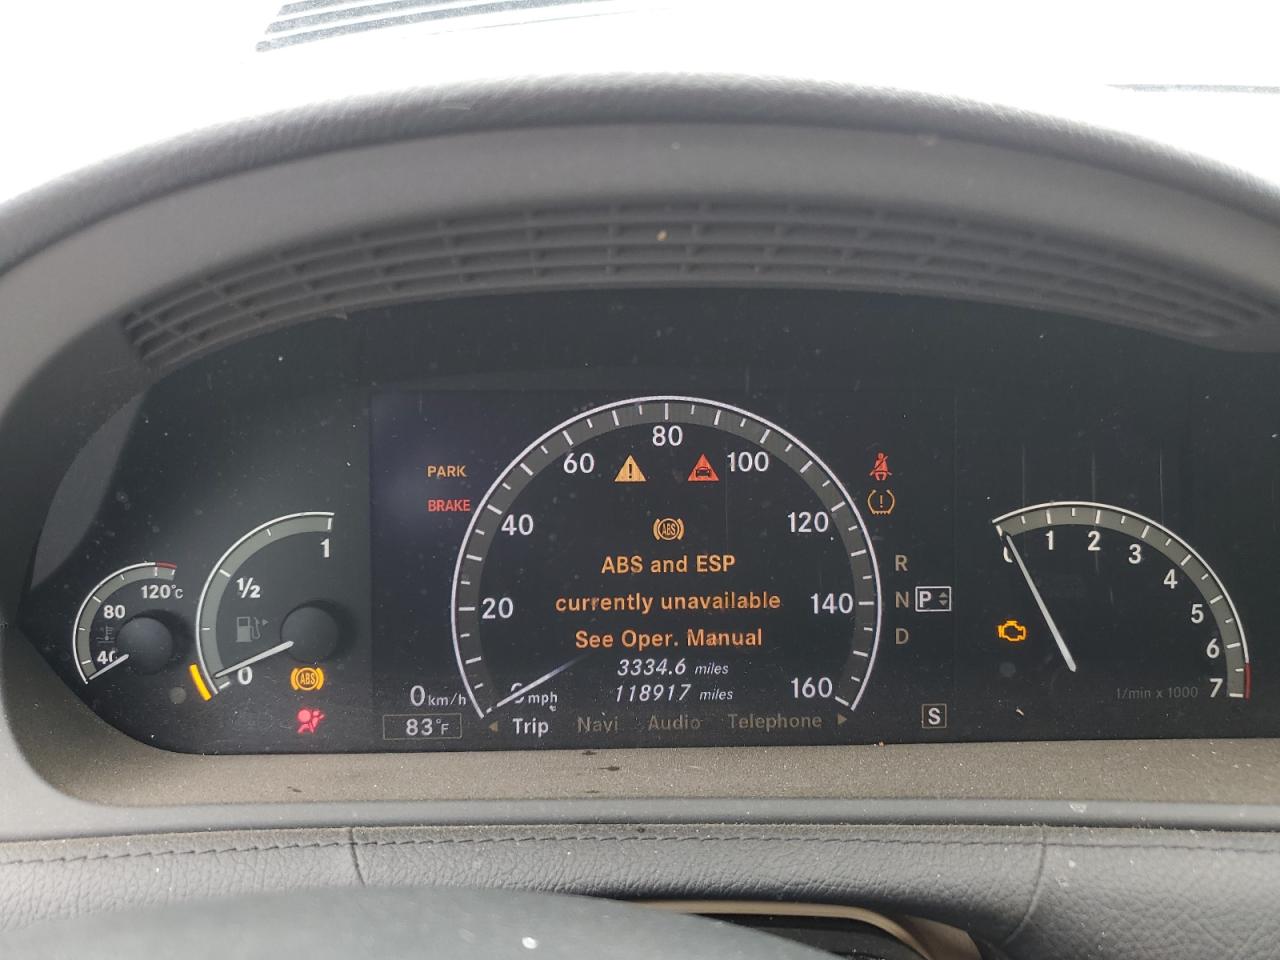 PARK
BRAKE
80
60
100
40
120
20
140
160
ABS
ABS and ESP
currently unavailable
See Oper. Manual
3334.6 miles
118917 miles
0 km/h
mph
83°F
Trip Navi Audio Telephone
120°C
80
1
1/2
0
ABS
R
N P
D
S
1 2 3 4 5 6 7
1/min x 1000